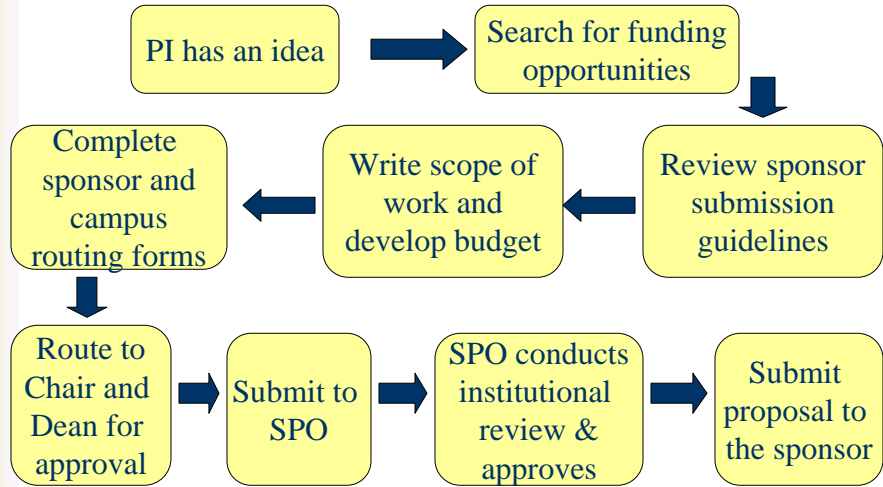 PI has an idea
Search for funding
opportunities
Review sponsor
submission
guidelines
Write scope of
work and
develop budget
Complete
sponsor and
campus
routing forms
Route to
Chair and
Dean for
approval
Submit to
SPO
SPO conducts
institutional
review &
approves
Submit
proposal to
the sponsor